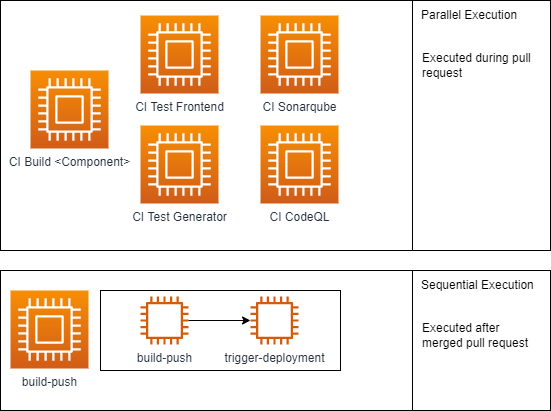 Parallel Execution
Executed during pull
request
CI Test Frontend
CI Sonarqube
CI Build <Component>
CI Test Generator
CI CodeQL
Sequential Execution
Executed after
merged pull request
build-push
trigger-deployment
build-push